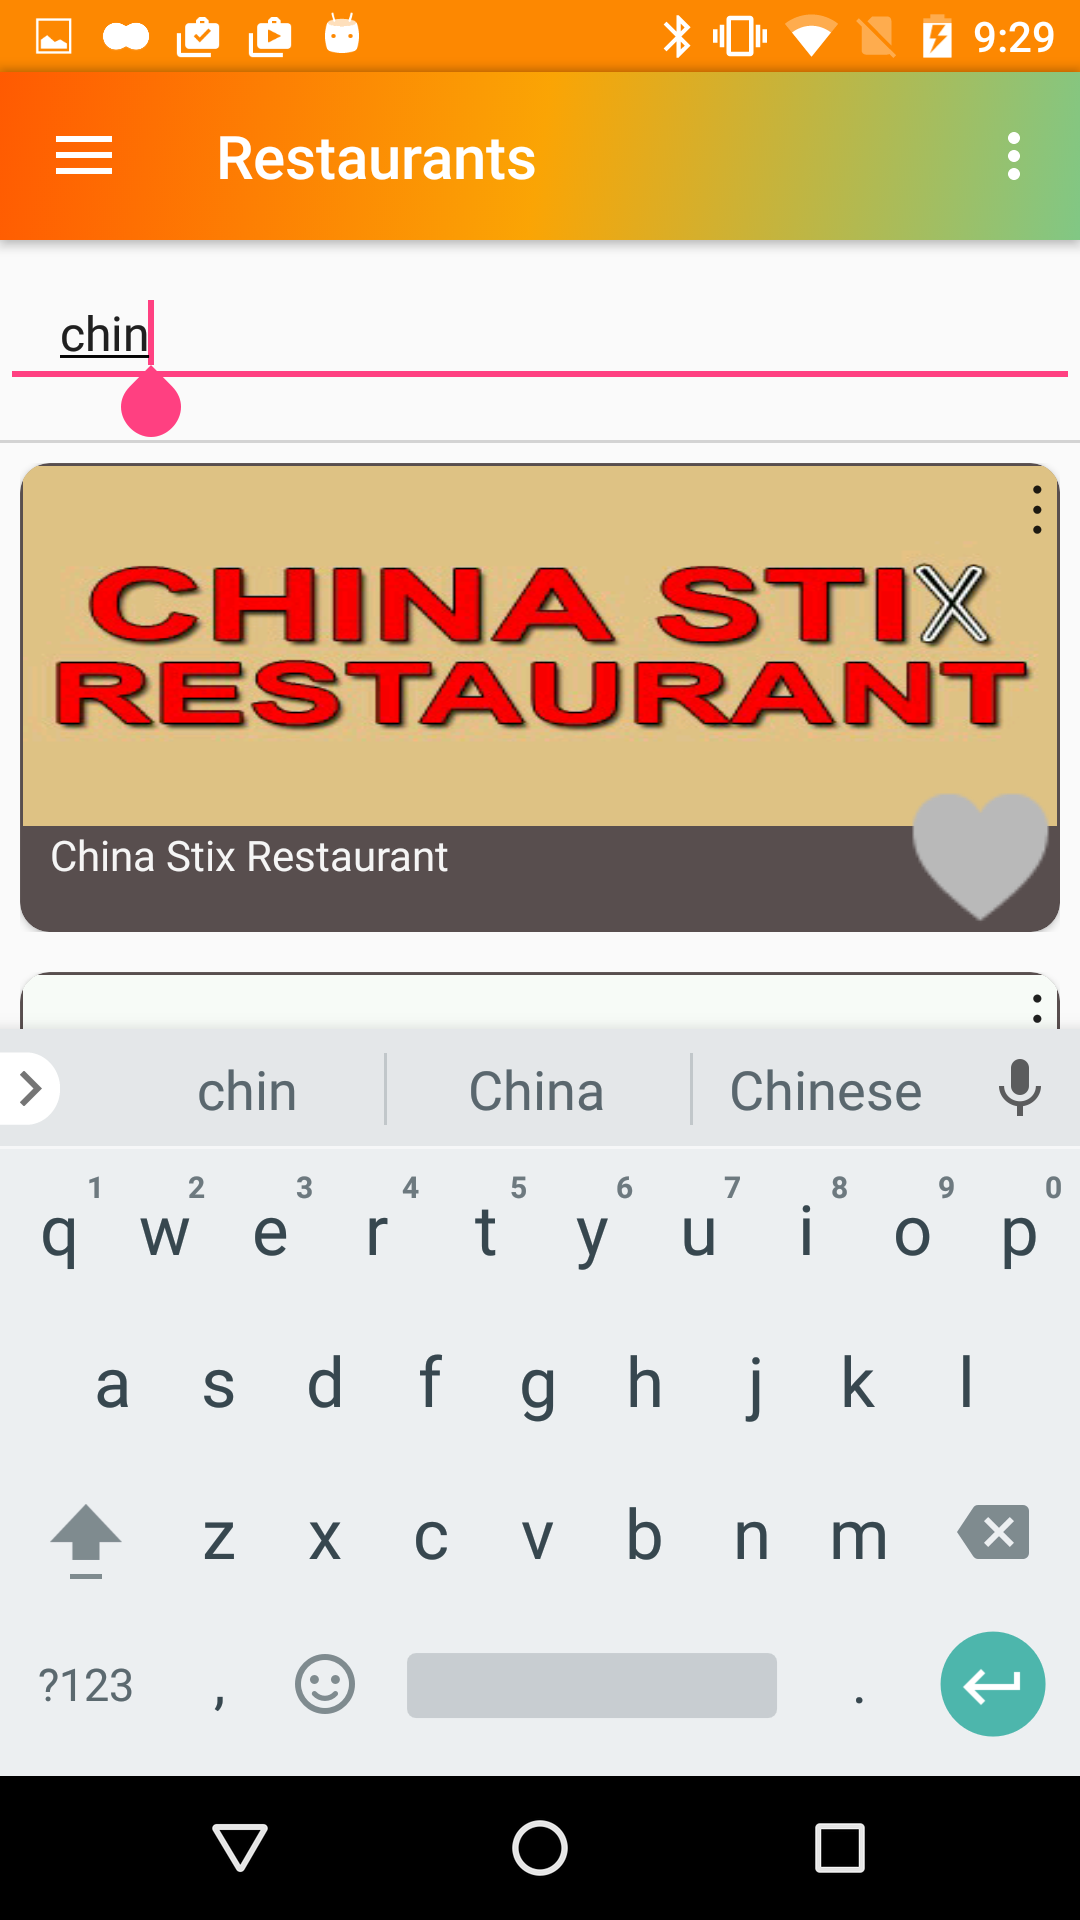 9:29
Restaurants
chin
CHINA STIX
RESTAURANT
China Stix Restaurant
chin China Chinese
1 2 3 4 5 6 7 8 9 0
q w e r t y u i o p
a s d f g h j k l
z x c v b n m
?123 , .